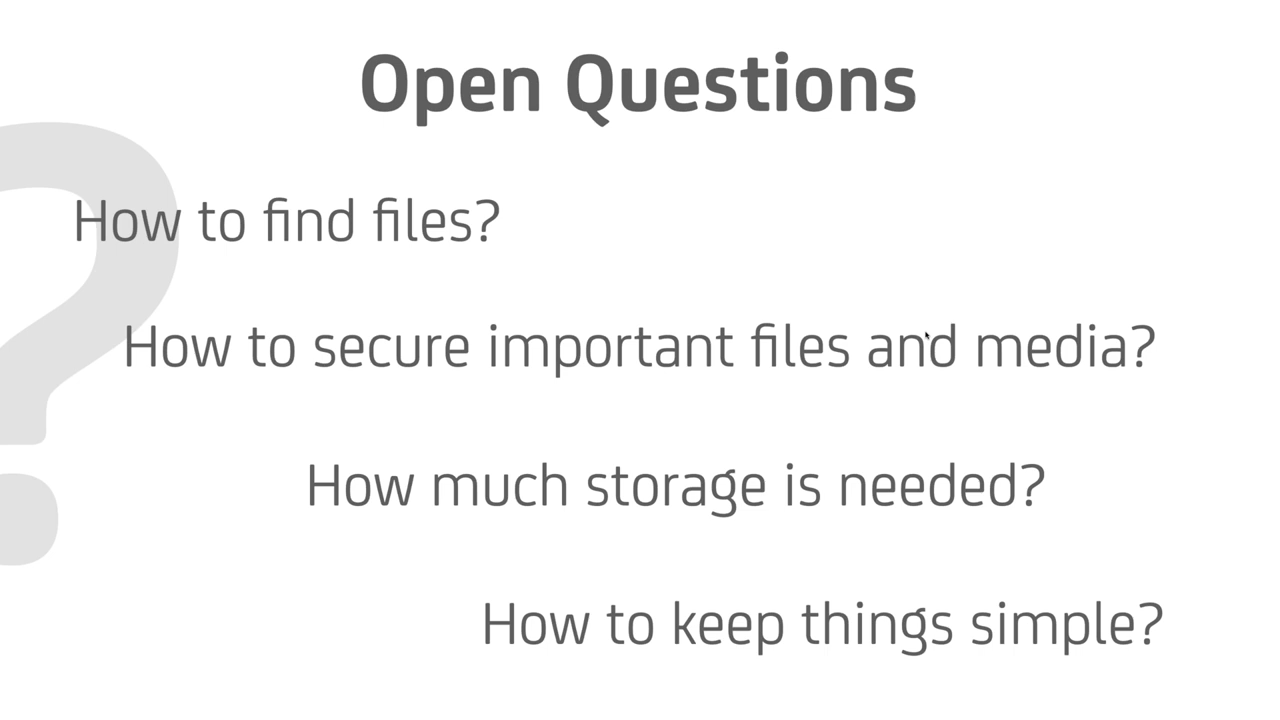 Open Questions
How to find files?
How to secure important files and media?
How much storage is needed?
How to keep things simple?